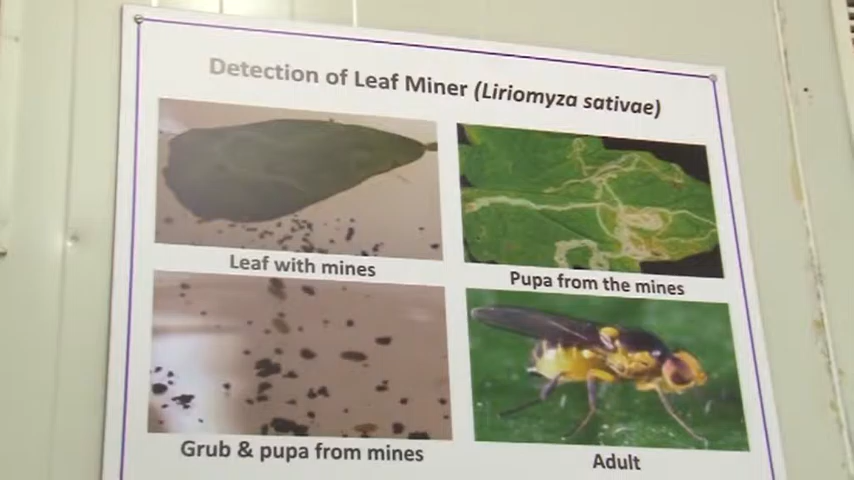 Detection of Leaf Miner (Liriomyza sativae)
Leaf with mines
Pupa from the mines
Grub & pupa from mines
Adult